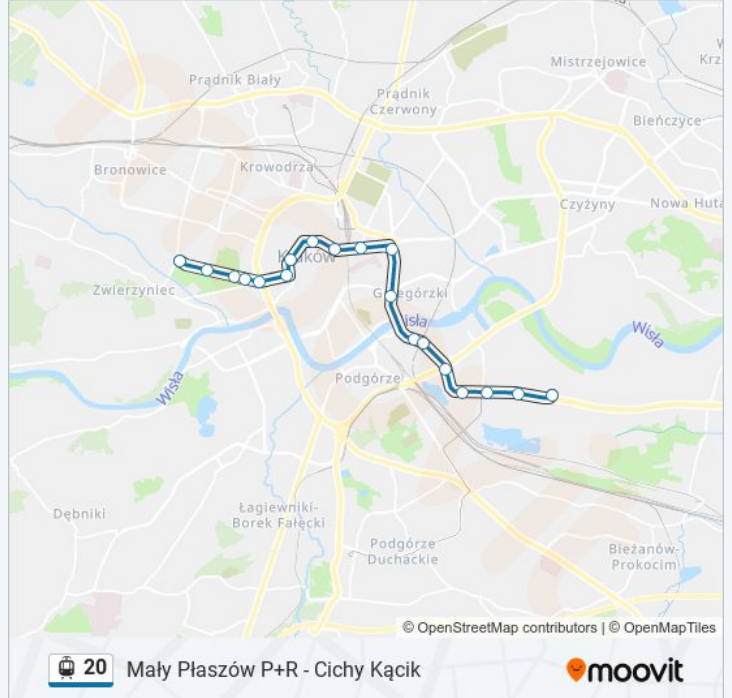 Mistrzejowice
Krz
Prądnik Biały
Prądnik
Czerwony
Bieńczyce
Bronowice
Krowodrza
Czyżyny
Nowa Huta
Kraków
Zwierzyniec
Grzegórzki
Wisła
Wisła
Podgórze
Wisła
Dębniki
Łagiewniki-
Borek Fałęcki
Podgórze
Duchackie
Bieżanów-
Prokocim
© OpenStreetMap contributors | © OpenMapTiles
20 Mały Płaszów P+R - Cichy Kącik
moovit